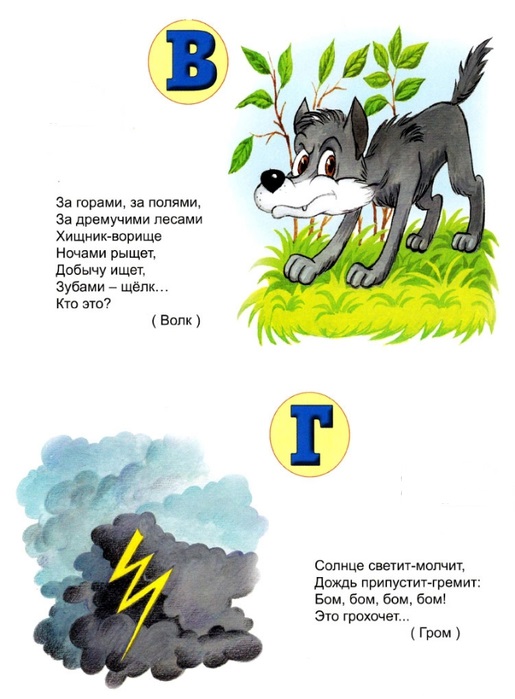 В
За горами, за полями,
За дремучими лесами
Хищник-ворище
Ночами рыщет,
Добычу ищет,
Зубами – щёлк...
Кто это?
( Волк )
Г
Солнце светит-молчит,
Дождь припустит-гремит:
Бом, бом, бом, бом!
Это грохочет...
( Гром )